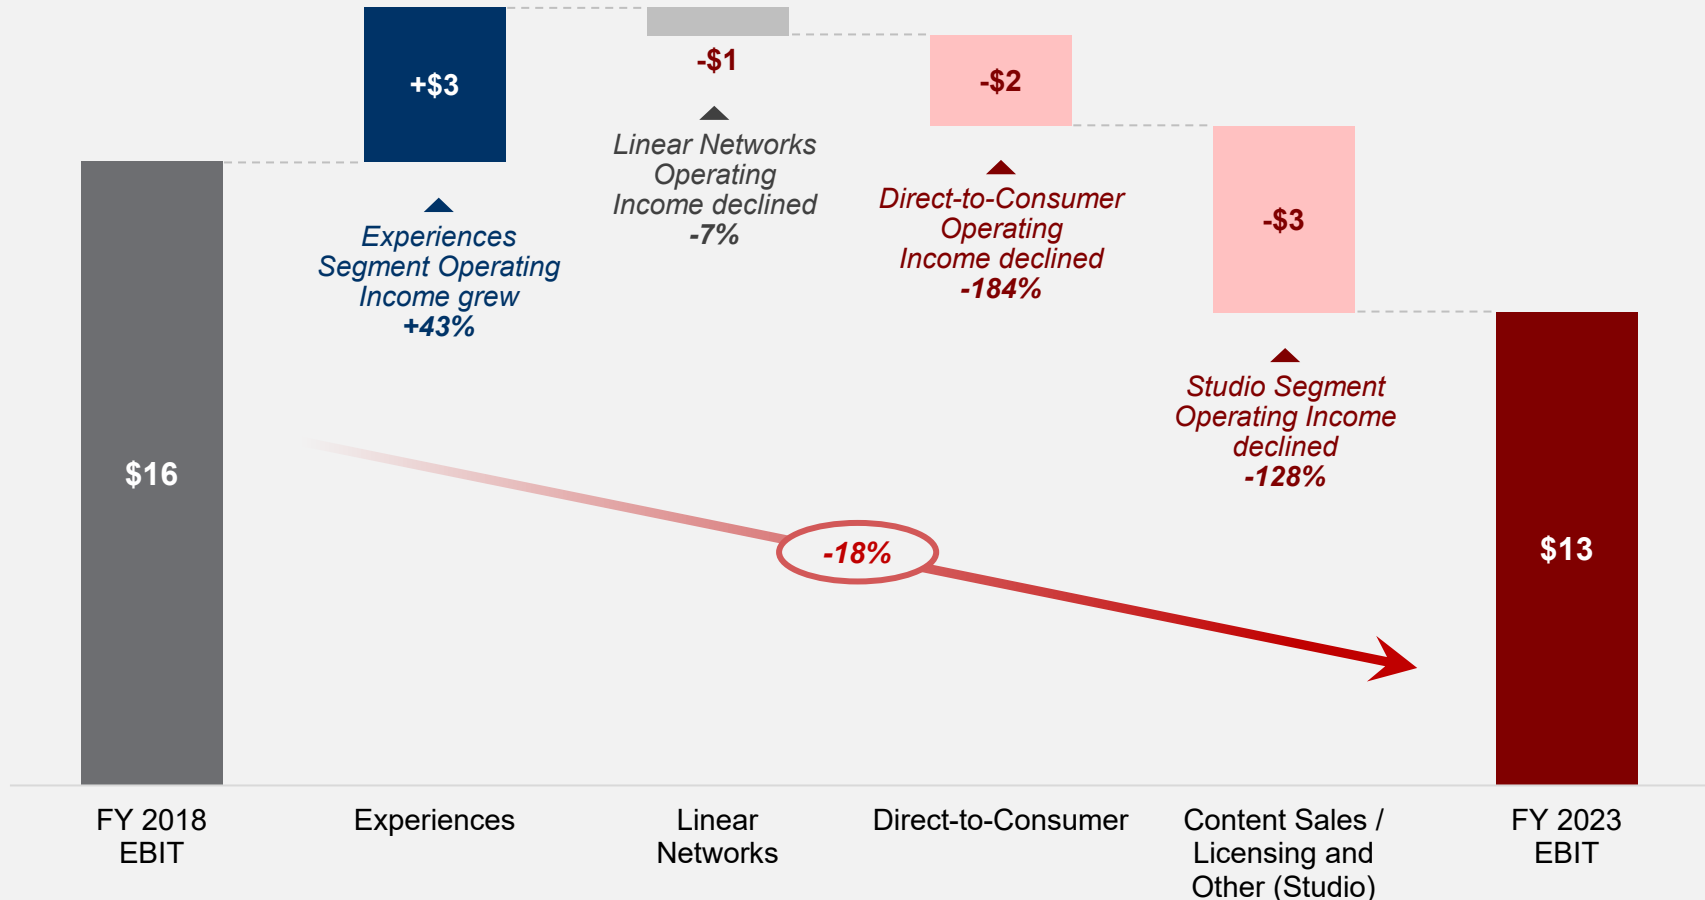 +$3
-$1
-$2
-$3
$16
$13
Experiences
Segment Operating
Income grew
+43%
Linear Networks
Operating
Income declined
-7%
Direct-to-Consumer
Operating
Income declined
-184%
Studio Segment
Operating Income
declined
-128%
-18%
FY 2018
EBIT
Experiences
Linear
Networks
Direct-to-Consumer
Content Sales /
Licensing and
Other (Studio)
FY 2023
EBIT